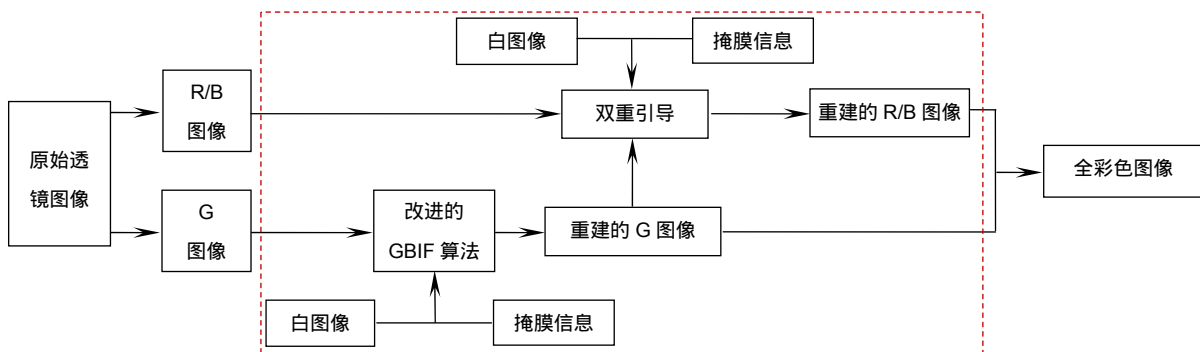 白图像
掩膜信息
R/B
图像
原始透
镜图像
双重引导
重建的 R/B 图像
全彩色图像
G
图像
改进的
GBIF 算法
重建的 G 图像
白图像
掩膜信息